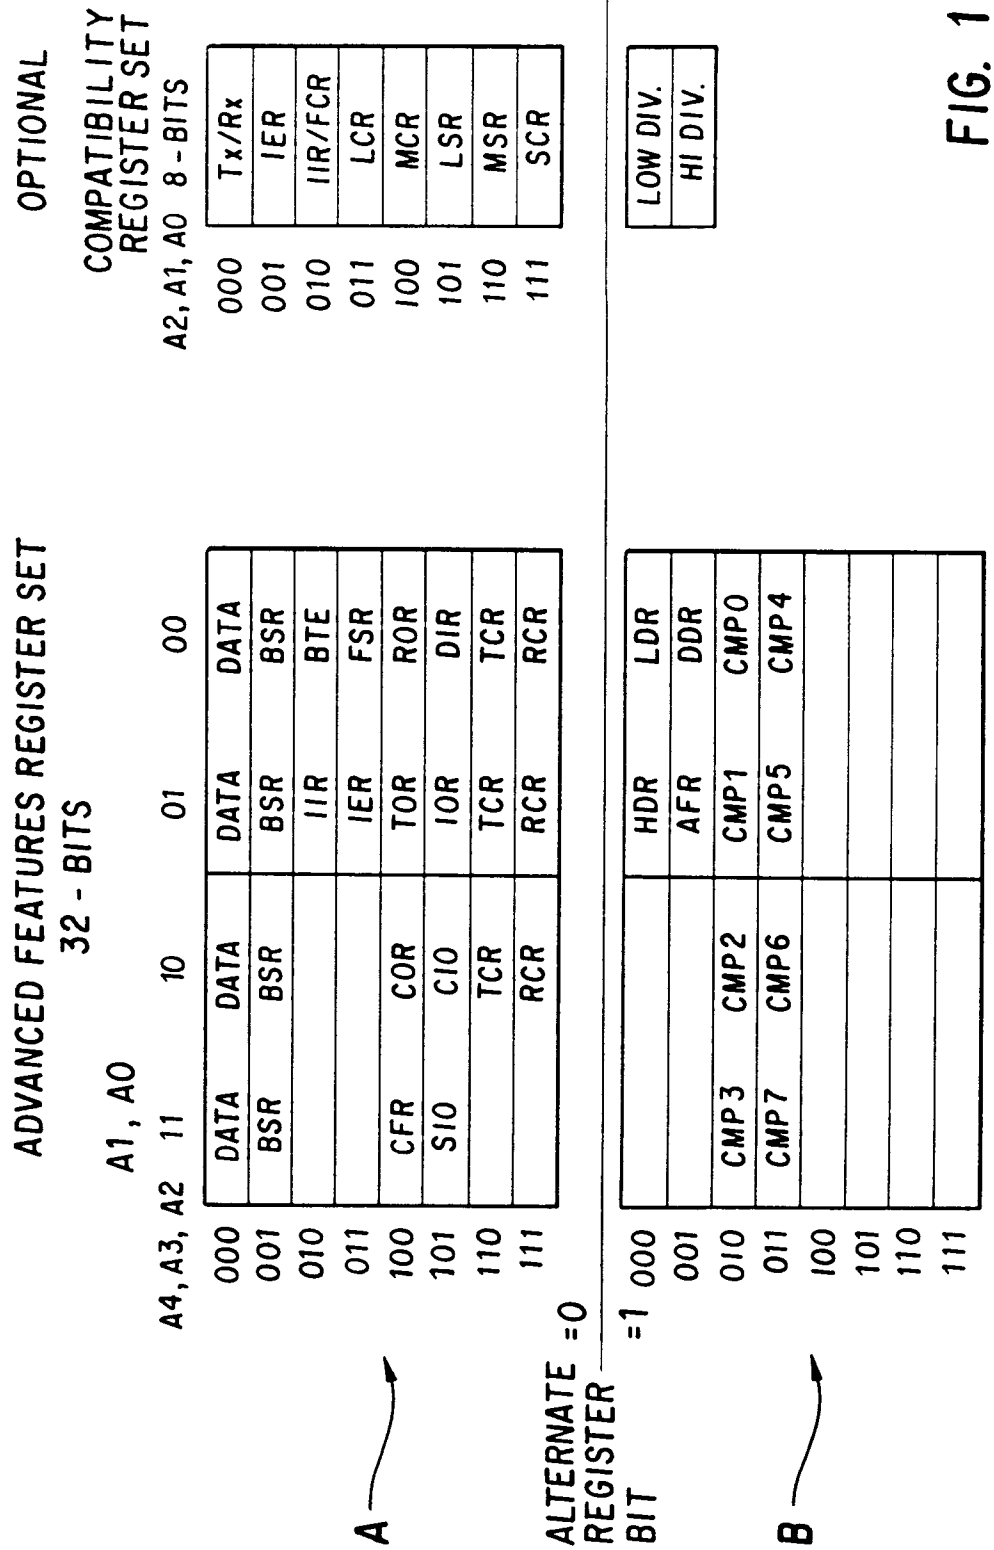 ADVANCED FEATURES REGISTER SET
32 - BITS
OPTIONAL
COMPATIBILITY
REGISTER SET
A1, A0
A4, A3, A2 11 10 01 00
A2, A1, A0 8 - BITS
000 DATA DATA DATA DATA 000 Tx/Rx
001 BSR BSR BSR BSR 001 IER
010 IIR BTE 010 IIR/FCR
011 IER FSR 011 LCR
A
100 CFR COR TOR ROR 100 MCR
101 SIO CIO IOR DIR 101 LSR
110 TCR TCR TCR 110 MSR
111 RCR RCR RCR 111 SCR
ALTERNATE =0
REGISTER
BIT =1
000 HDR LDR LOW DIV.
001 AFR DDR HI DIV.
010 CMP3 CMP2 CMP1 CMP0
011 CMP7 CMP6 CMP5 CMP4
B
100
101
110
111
FIG. 1